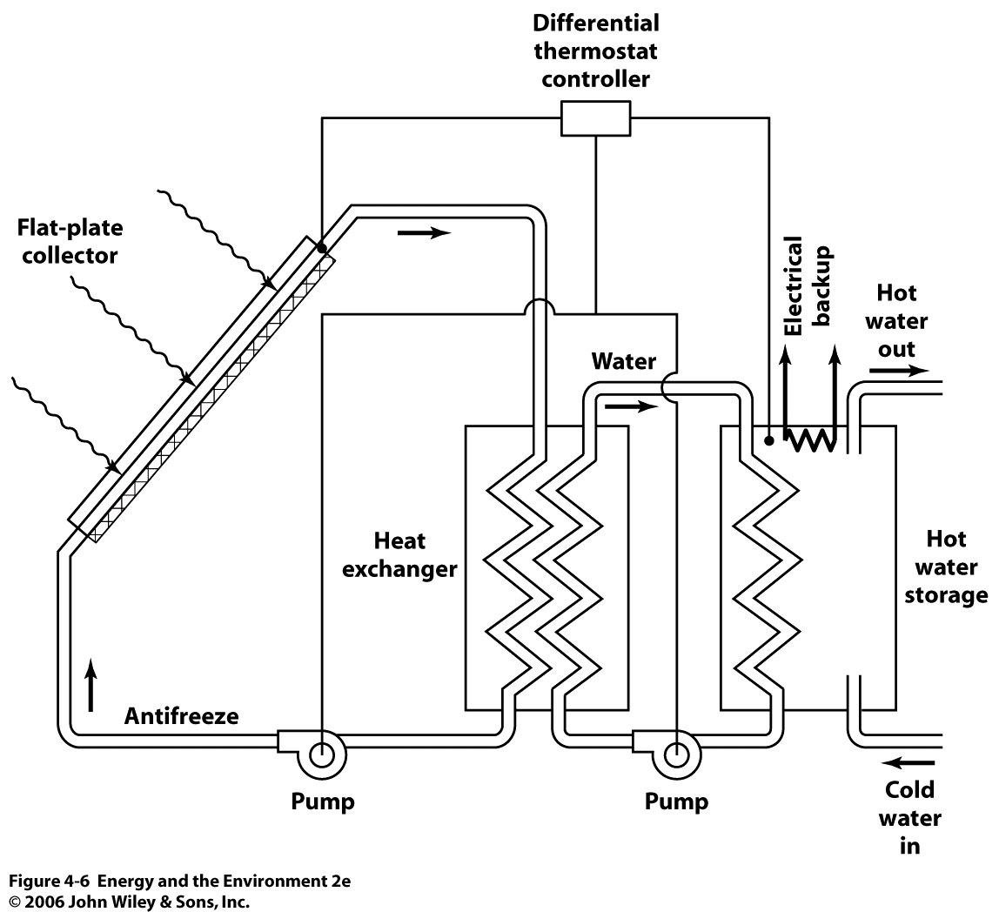 Differential
thermostat
controller
Flat-plate
collector
Electrical
backup
Hot
water
out
Water
Heat
exchanger
Hot
water
storage
Antifreeze
Pump
Pump
Cold
water
in
Figure 4-6 Energy and the Environment 2e
© 2006 John Wiley & Sons, Inc.